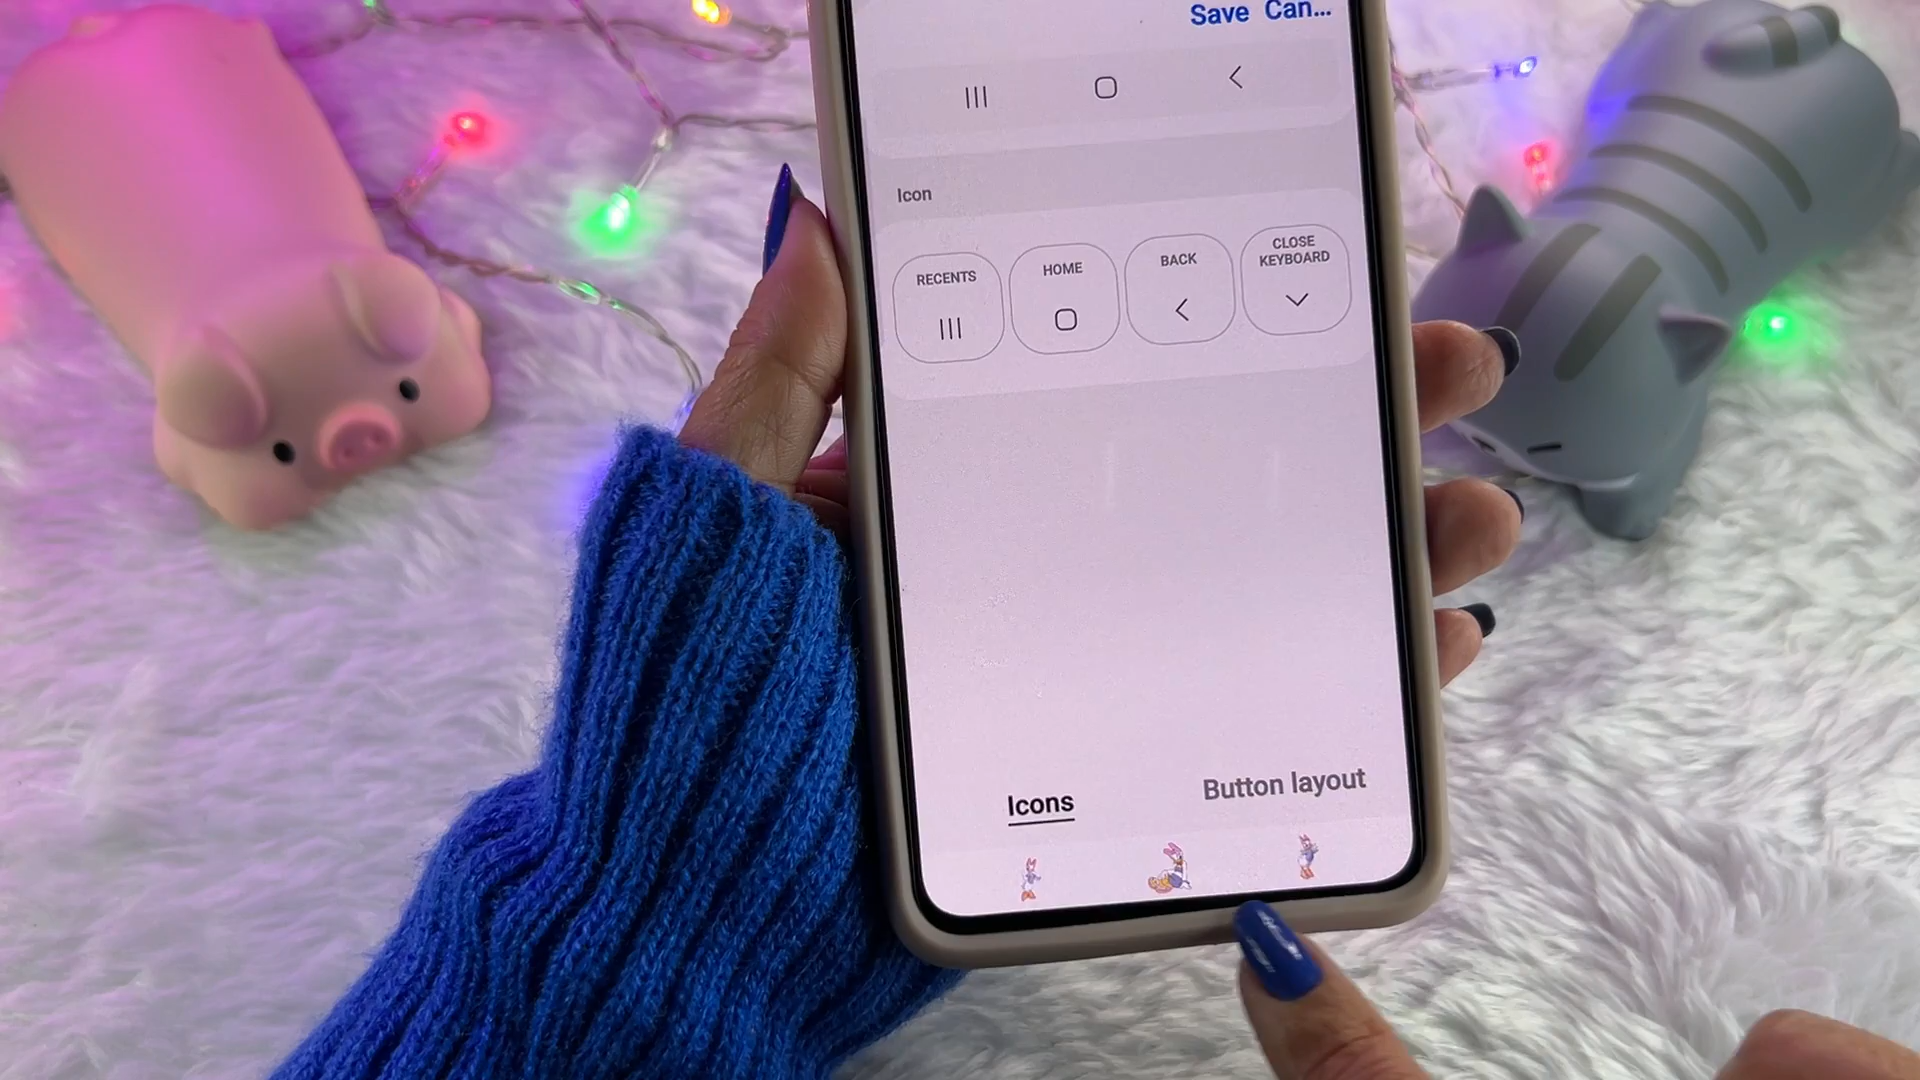 Save Can...
Icon
RECENTS
HOME
BACK
CLOSE
KEYBOARD
Icons
Button layout